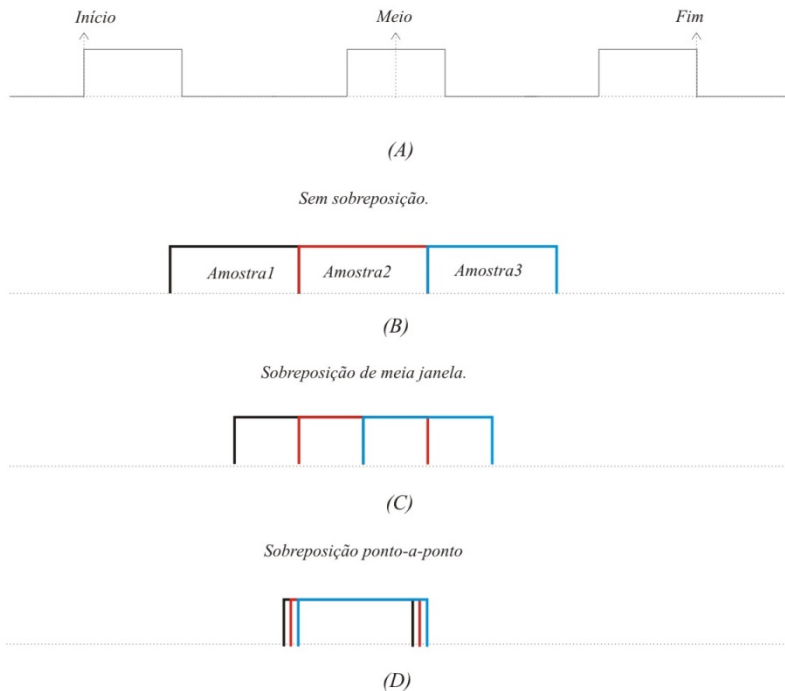 Início Meio Fim
(A)
Sem sobreposição.
Amostra1 Amostra2 Amostra3
(B)
Sobreposição de meia janela.
(C)
Sobreposição ponto-a-ponto
(D)